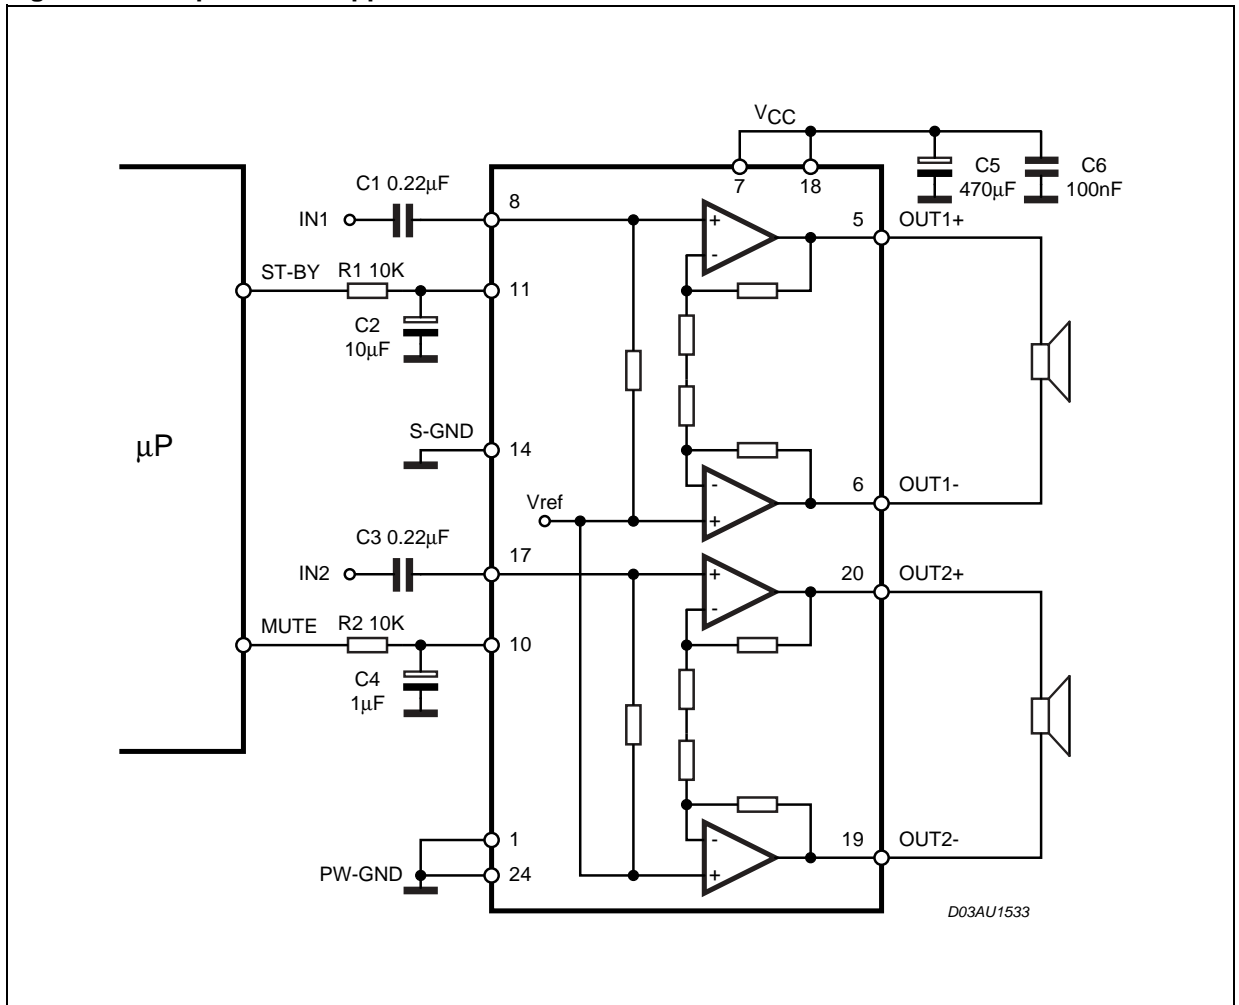 VCC
C1 0.22µF
IN1
8
7
18
C5
470µF
C6
100nF
5
OUT1+
ST-BY
R1 10K
11
C2
10µF
µP
S-GND
14
6
OUT1-
Vref
C3 0.22µF
IN2
17
20
OUT2+
MUTE
R2 10K
10
C4
1µF
1
19
OUT2-
PW-GND
24
+
-
-
+
+
-
-
+
D03AU1533